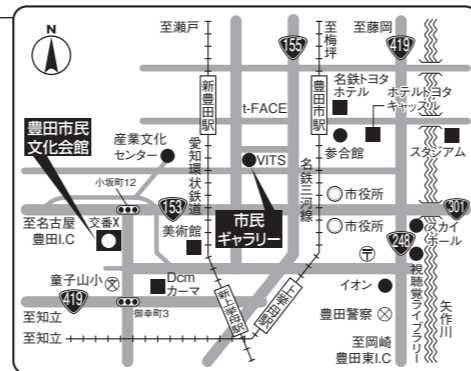 N
至瀬戸
155
至梅坪
至藤岡
419
新豊田駅
豊田市駅
名鉄トヨタ
ホテル
ホテルトヨタ
キャッスル
t-FACE
豊田市民
文化会館
産業文化
センター
愛知環状鉄道
VITS
名鉄三河線
参合館
スタジアム
小坂町12
市役所
301
至名古屋
豊田I.C
交番X
153
美術館
市民
ギャラリー
市役所
スカイ
ホール
248
童子山小
文
Dcm
カーマ
〒
視聴覚ライブラリー
矢作川
419
新上挙母駅
上挙母駅
イオン
至知立
御幸町3
豊田警察
至知立
至岡崎
豊田東I.C